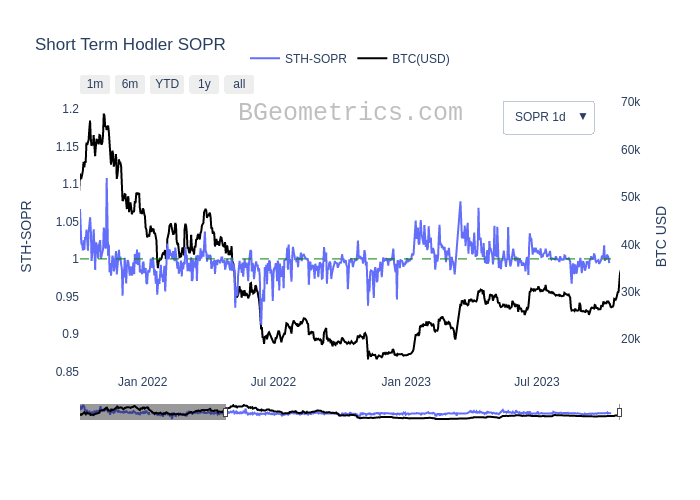 Short Term Hodler SOPR
STH-SOPR BTC(USD)
1m 6m YTD 1y all
BGeometrics.com
SOPR 1d ▼
1.2
1.15
1.1
1.05
1
0.95
0.9
0.85
STH-SOPR
70k
60k
50k
40k
30k
20k
BTC USD
Jan 2022 Jul 2022 Jan 2023 Jul 2023